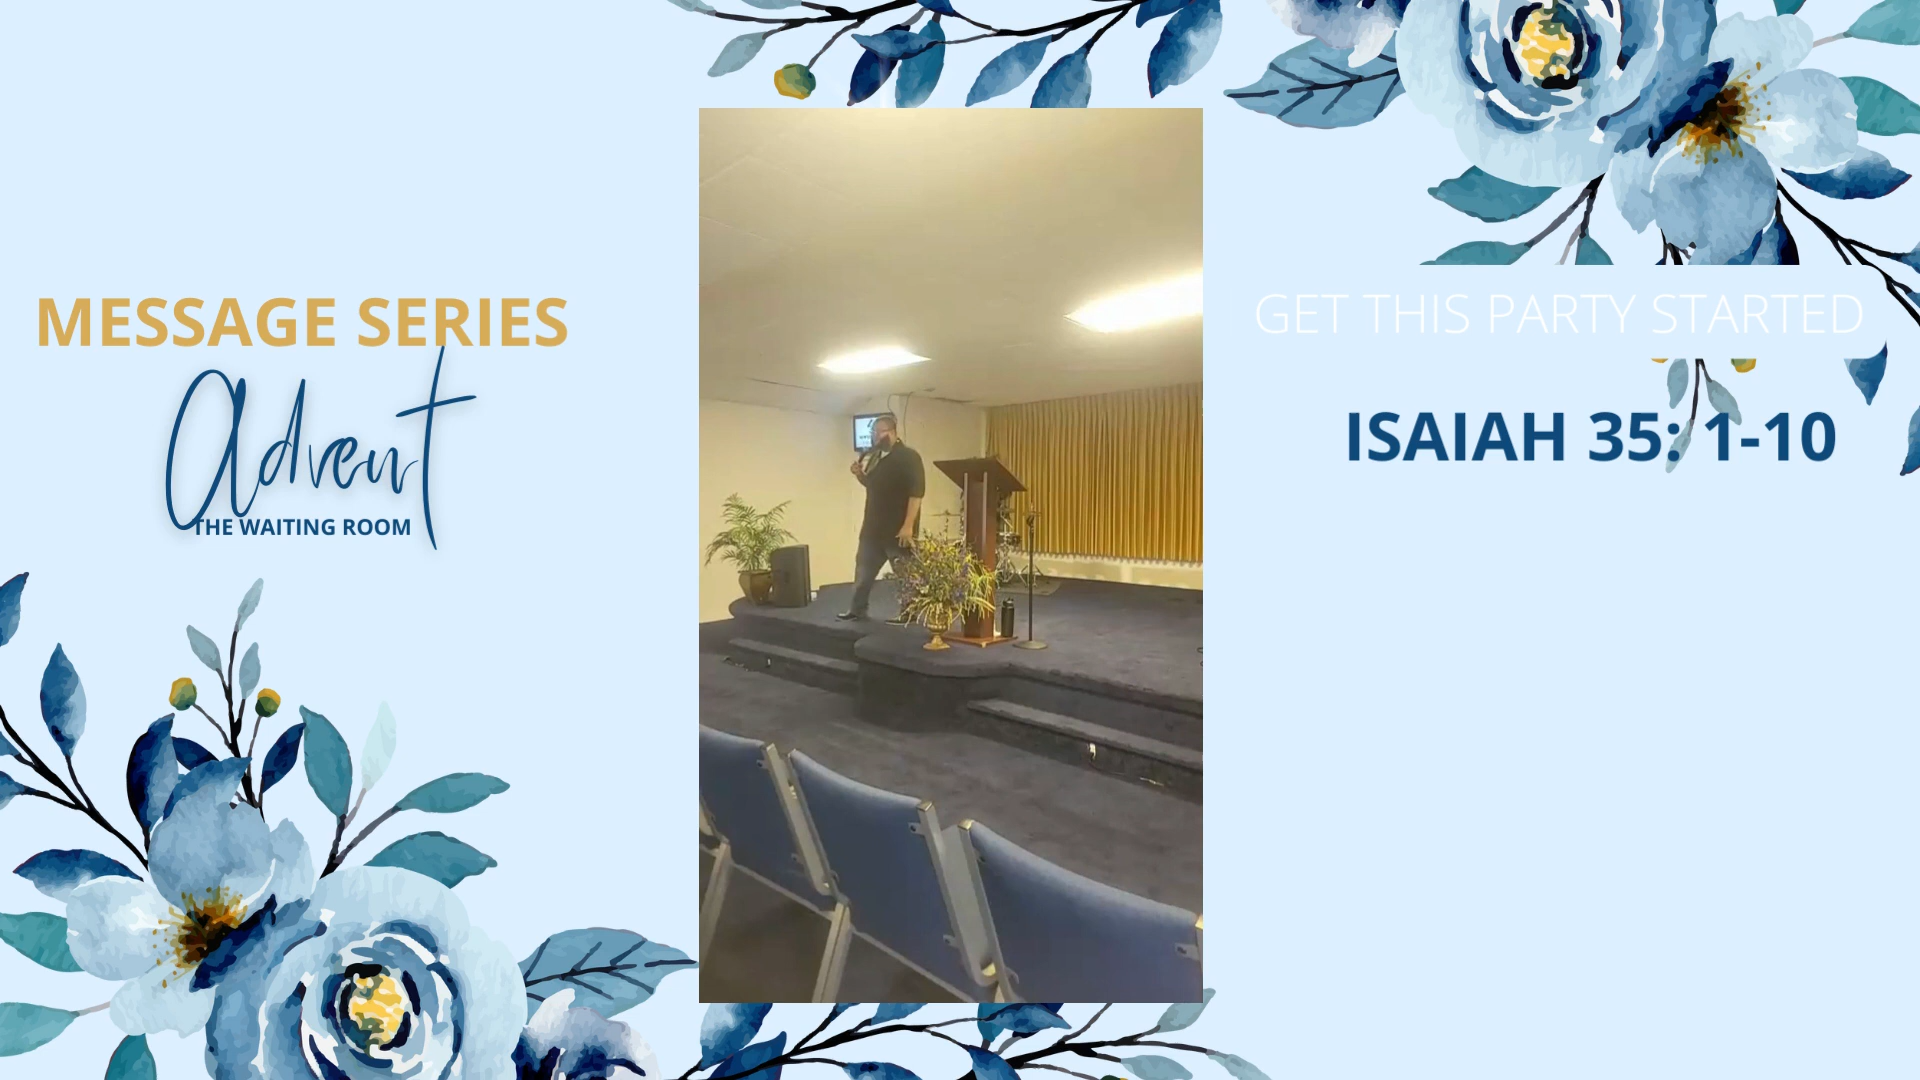 MESSAGE SERIES
Advent
THE WAITING ROOM
GET THIS PARTY STARTED
ISAIAH 35: 1-10